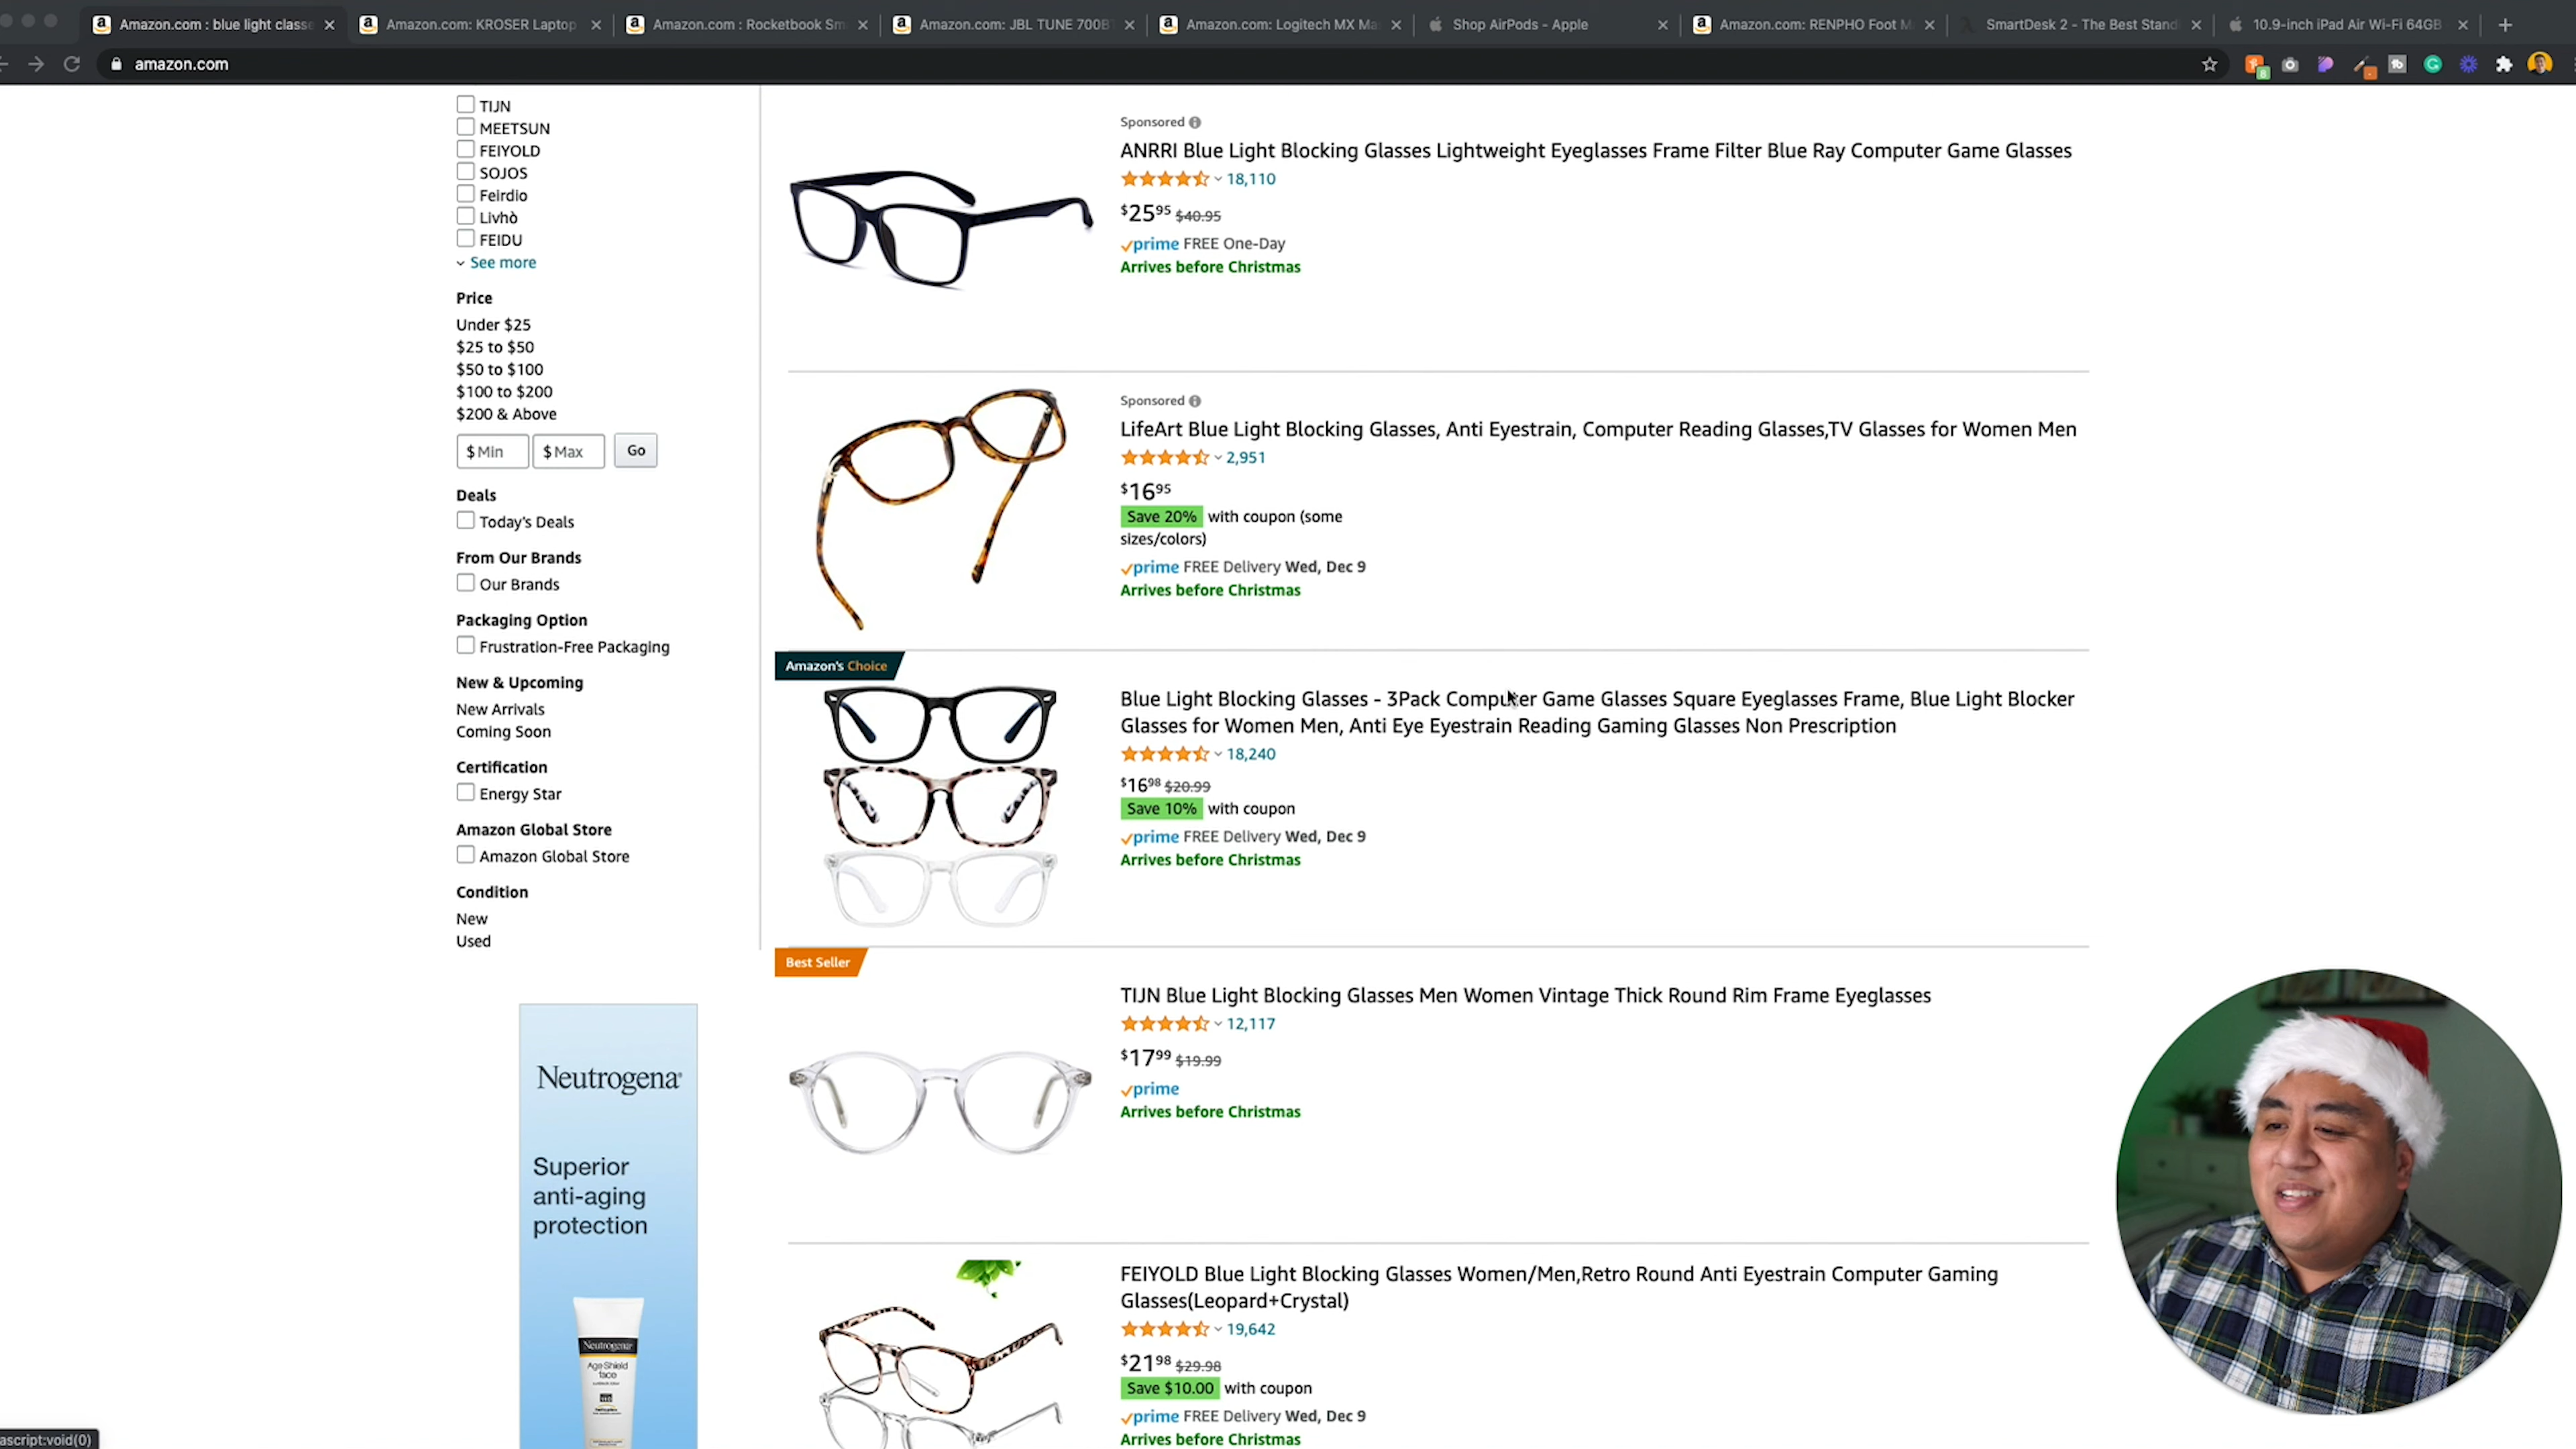 Amazon.com : blue light classe
Amazon.com: KROSER Laptop
Amazon.com : Rocketbook Sm
Amazon.com: JBL TUNE 700BT
Amazon.com: Logitech MX Ma
Shop AirPods - Apple
Amazon.com: RENPHO Foot M
SmartDesk 2 - The Best Stand
10.9-inch iPad Air Wi-Fi 64GB
amazon.com
8
TIJN
MEETSUN
FEIYOLD
SOJOS
Feirdio
Livhò
FEIDU
See more
Price
Under $25
$25 to $50
$50 to $100
$100 to $200
$200 & Above
$ Min $ Max Go
Deals
Today's Deals
From Our Brands
Our Brands
Packaging Option
Frustration-Free Packaging
New & Upcoming
New Arrivals
Coming Soon
Certification
Energy Star
Amazon Global Store
Amazon Global Store
Condition
New
Used
Neutrogena®
Superior
anti-aging
protection
Neutrogena
Age Shield
face
Sponsored
ANRRI Blue Light Blocking Glasses Lightweight Eyeglasses Frame Filter Blue Ray Computer Game Glasses
18,110
$2595 $40.95
prime FREE One-Day
Arrives before Christmas
Sponsored
LifeArt Blue Light Blocking Glasses, Anti Eyestrain, Computer Reading Glasses,TV Glasses for Women Men
2,951
$1695
Save 20% with coupon (some
sizes/colors)
prime FREE Delivery Wed, Dec 9
Arrives before Christmas
Amazon's Choice
Blue Light Blocking Glasses - 3Pack Computer Game Glasses Square Eyeglasses Frame, Blue Light Blocker
Glasses for Women Men, Anti Eye Eyestrain Reading Gaming Glasses Non Prescription
18,240
$1698 $20.99
Save 10% with coupon
prime FREE Delivery Wed, Dec 9
Arrives before Christmas
Best Seller
TIJN Blue Light Blocking Glasses Men Women Vintage Thick Round Rim Frame Eyeglasses
12,117
$1799 $19.99
prime
Arrives before Christmas
FEIYOLD Blue Light Blocking Glasses Women/Men,Retro Round Anti Eyestrain Computer Gaming
Glasses(Leopard+Crystal)
19,642
$2198 $29.98
Save $10.00 with coupon
prime FREE Delivery Wed, Dec 9
Arrives before Christmas
ascript:void(0)